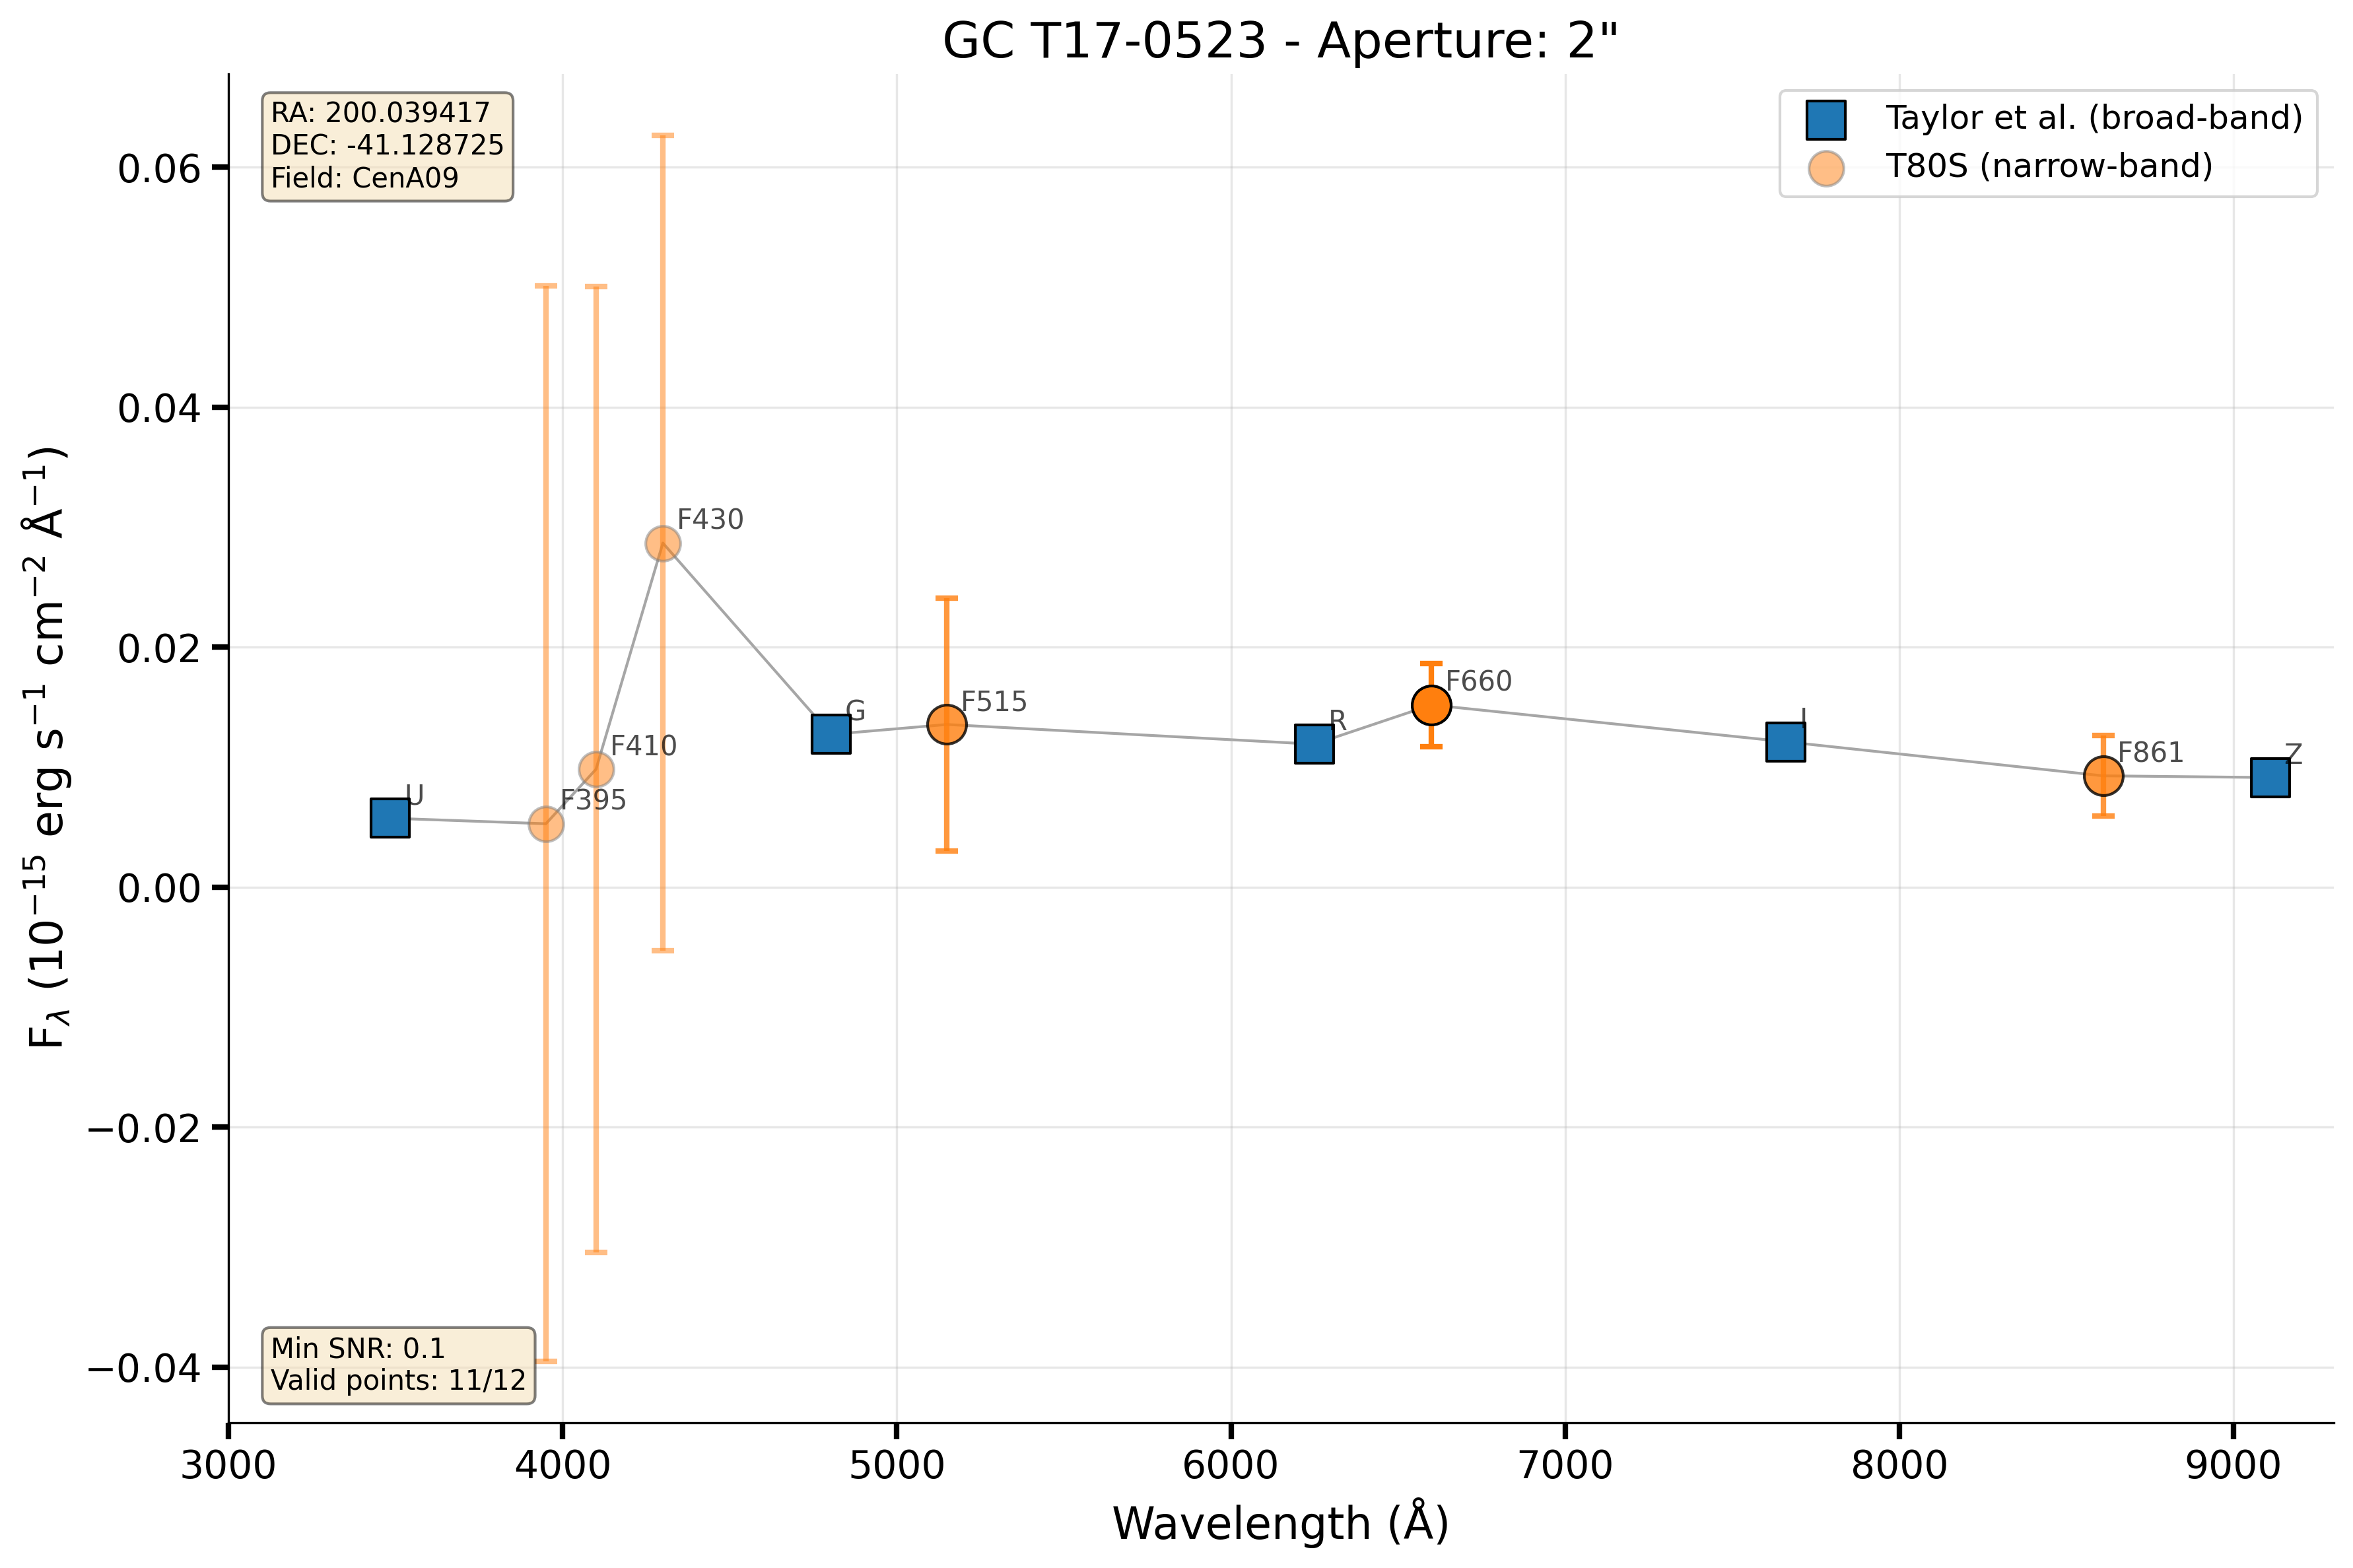 GC T17-0523 - Aperture: 2"
RA: 200.039417
DEC: -41.128725
Field: CenA09
Taylor et al. (broad-band)
T80S (narrow-band)
0.06
0.04
0.02
0.00
−0.02
−0.04
F_λ (10⁻¹⁵ erg s⁻¹ cm⁻² Å⁻¹)
U
F395
F410
F430
G
F515
R
F660
I
F861
Z
Min SNR: 0.1
Valid points: 11/12
3000 4000 5000 6000 7000 8000 9000
Wavelength (Å)